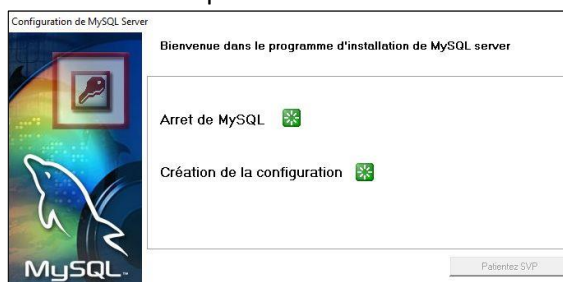 Configuration de MySQL Server
Bienvenue dans le programme d'installation de MySQL server
Arret de MySQL
Création de la configuration
MySQL
Patientez SVP